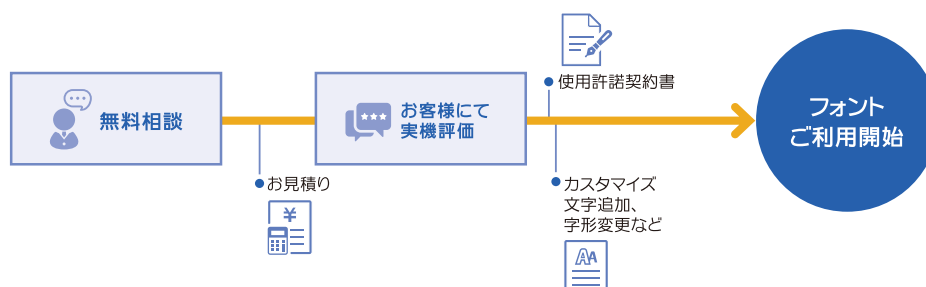 無料相談
お見積り
¥
お客様にて
実機評価
使用許諾契約書
カスタマイズ
文字追加、
字形変更など
AA
フォント
ご利用開始